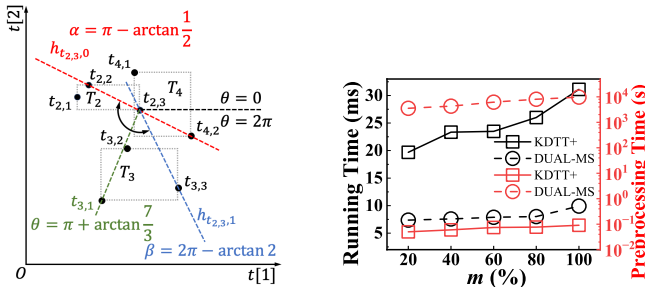 t[2]
α = π − arctan 1/2
h_{t_{2,3},0}
t_{4,1}
t_{2,2}
T_4
t_{2,1}
T_2
t_{2,3}
θ = 0
θ = 2π
t_{3,2}
t_{4,2}
T_3
t_{3,3}
t_{3,1}
h_{t_{2,3},1}
θ = π + arctan 7/3
β = 2π − arctan 2
O
t[1]
Running Time (ms)
30
25
20
15
10
5
KDTT+
DUAL-MS
KDTT+
DUAL-MS
20 40 60 80 100
m (%)
10^4
10^3
10^2
10^1
10^0
10^-1
10^-2
Preprocessing Time (s)